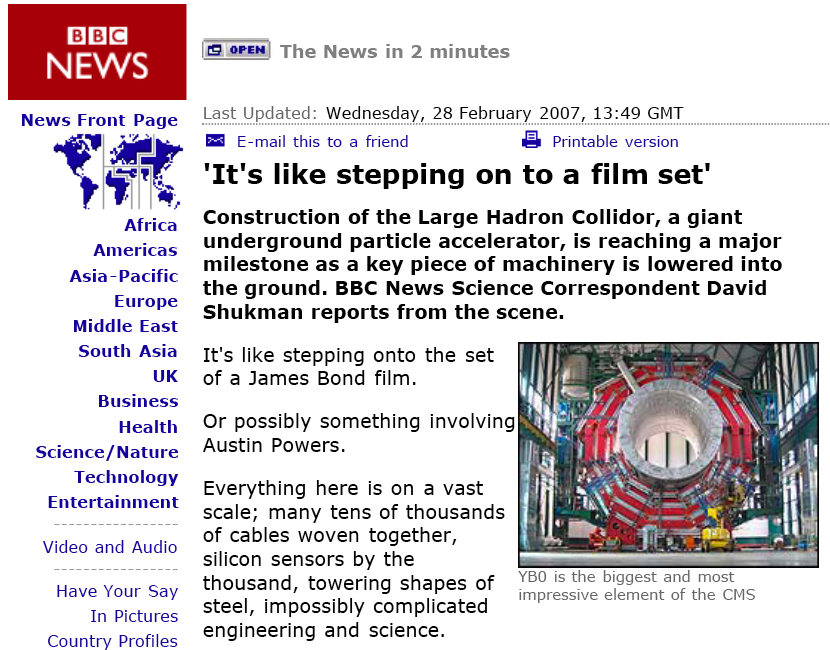 BBC
NEWS
OPEN
The News in 2 minutes
News Front Page
Africa
Americas
Asia-Pacific
Europe
Middle East
South Asia
UK
Business
Health
Science/Nature
Technology
Entertainment
Video and Audio
Have Your Say
In Pictures
Country Profiles
Last Updated: Wednesday, 28 February 2007, 13:49 GMT
E-mail this to a friend
Printable version
'It's like stepping on to a film set'
Construction of the Large Hadron Collidor, a giant
underground particle accelerator, is reaching a major
milestone as a key piece of machinery is lowered into
the ground. BBC News Science Correspondent David
Shukman reports from the scene.
It's like stepping onto the set
of a James Bond film.
Or possibly something involving
Austin Powers.
Everything here is on a vast
scale; many tens of thousands
of cables woven together,
silicon sensors by the
thousand, towering shapes of
steel, impossibly complicated
engineering and science.
YB0 is the biggest and most
impressive element of the CMS